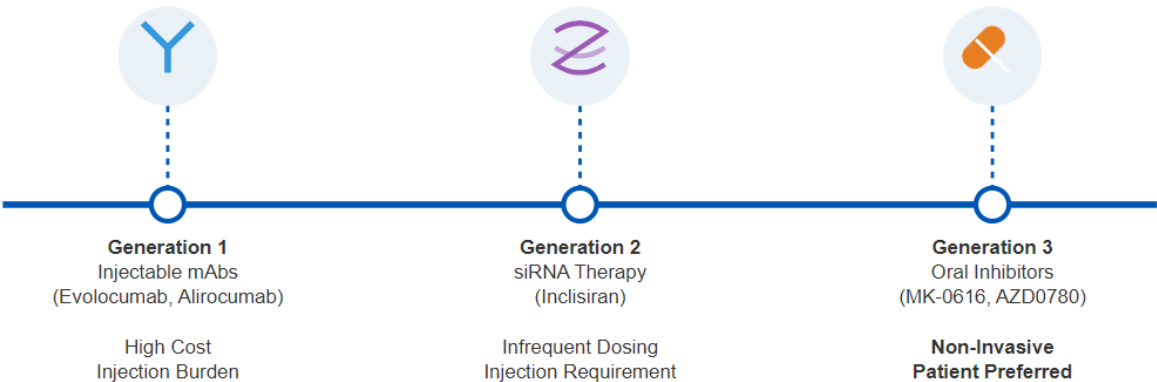 Generation 1
Injectable mAbs
(Evolocumab, Alirocumab)
High Cost
Injection Burden
Generation 2
siRNA Therapy
(Inclisiran)
Infrequent Dosing
Injection Requirement
Generation 3
Oral Inhibitors
(MK-0616, AZD0780)
Non-Invasive
Patient Preferred